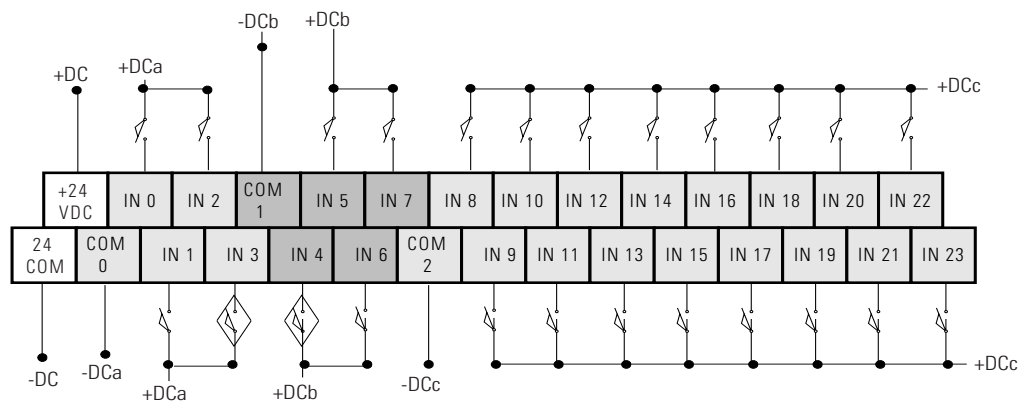 -DCb
+DCb
+DC
+DCa
+DCc
+24 VDC
IN 0
IN 2
COM 1
IN 5
IN 7
IN 8
IN 10
IN 12
IN 14
IN 16
IN 18
IN 20
IN 22
24 COM
COM 0
IN 1
IN 3
IN 4
IN 6
COM 2
IN 9
IN 11
IN 13
IN 15
IN 17
IN 19
IN 21
IN 23
-DC
-DCa
+DCa
+DCb
-DCc
+DCc